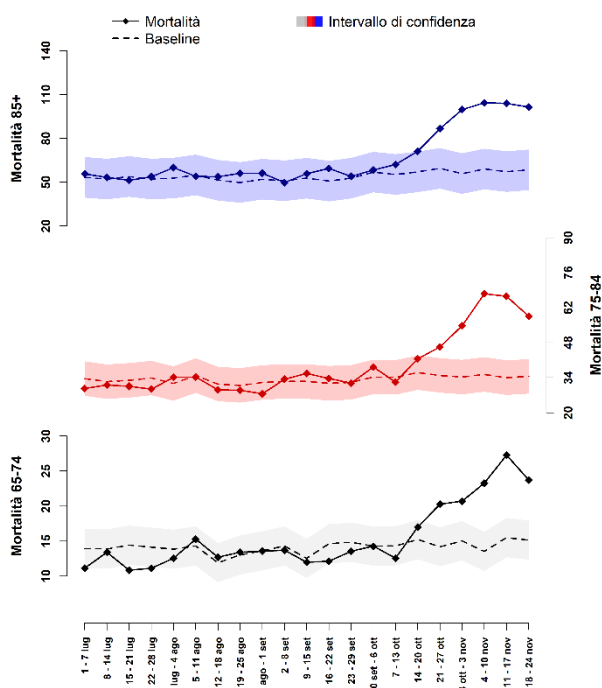 Mortalità
Intervallo di confidenza
Baseline
Mortalità 85+
140
110
80
50
20
Mortalità 75-84
90
76
62
48
34
20
Mortalità 65-74
30
25
20
15
10
1 - 7 lug
8 - 14 lug
15 - 21 lug
22 - 28 lug
lug - 4 ago
5 - 11 ago
12 - 18 ago
19 - 25 ago
ago - 1 set
2 - 8 set
9 - 15 set
16 - 22 set
23 - 29 set
0 set - 6 ott
7 - 13 ott
14 - 20 ott
21 - 27 ott
ott - 3 nov
4 - 10 nov
11 - 17 nov
18 - 24 nov